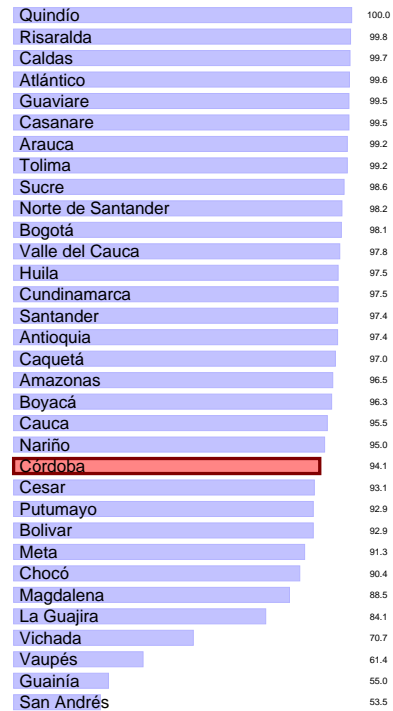 Quindío 100.0
Risaralda 99.8
Caldas 99.7
Atlántico 99.6
Guaviare 99.5
Casanare 99.5
Arauca 99.2
Tolima 99.2
Sucre 98.6
Norte de Santander 98.2
Bogotá 98.1
Valle del Cauca 97.8
Huila 97.5
Cundinamarca 97.5
Santander 97.4
Antioquia 97.4
Caquetá 97.0
Amazonas 96.5
Boyacá 96.3
Cauca 95.5
Nariño 95.0
Córdoba 94.1
Cesar 93.1
Putumayo 92.9
Bolivar 92.9
Meta 91.3
Chocó 90.4
Magdalena 88.5
La Guajira 84.1
Vichada 70.7
Vaupés 61.4
Guainía 55.0
San Andrés 53.5